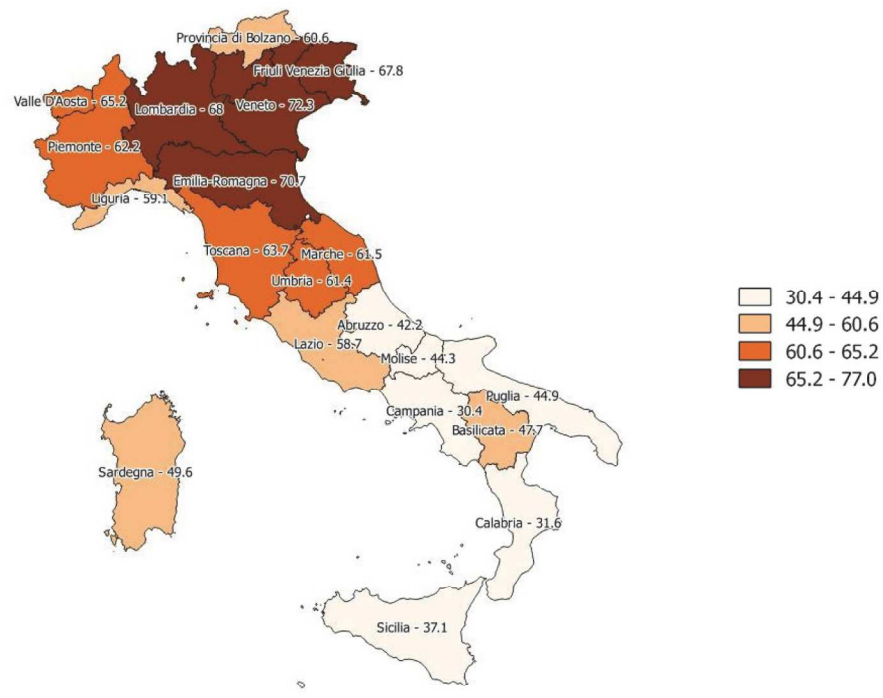 Provincia di Bolzano - 60.6
Friuli Venezia Giulia - 67.8
Valle D'Aosta - 65.2
Lombardia - 68
Veneto - 72.3
Piemonte - 62.2
Emilia-Romagna - 70.7
Liguria - 59.1
Toscana - 63.7
Marche - 61.5
Umbria - 61.4
Abruzzo - 42.2
Lazio - 58.7
Molise - 44.3
Puglia - 44.9
Campania - 30.4
Basilicata - 47.7
Sardegna - 49.6
Calabria - 31.6
Sicilia - 37.1
30.4 - 44.9
44.9 - 60.6
60.6 - 65.2
65.2 - 77.0